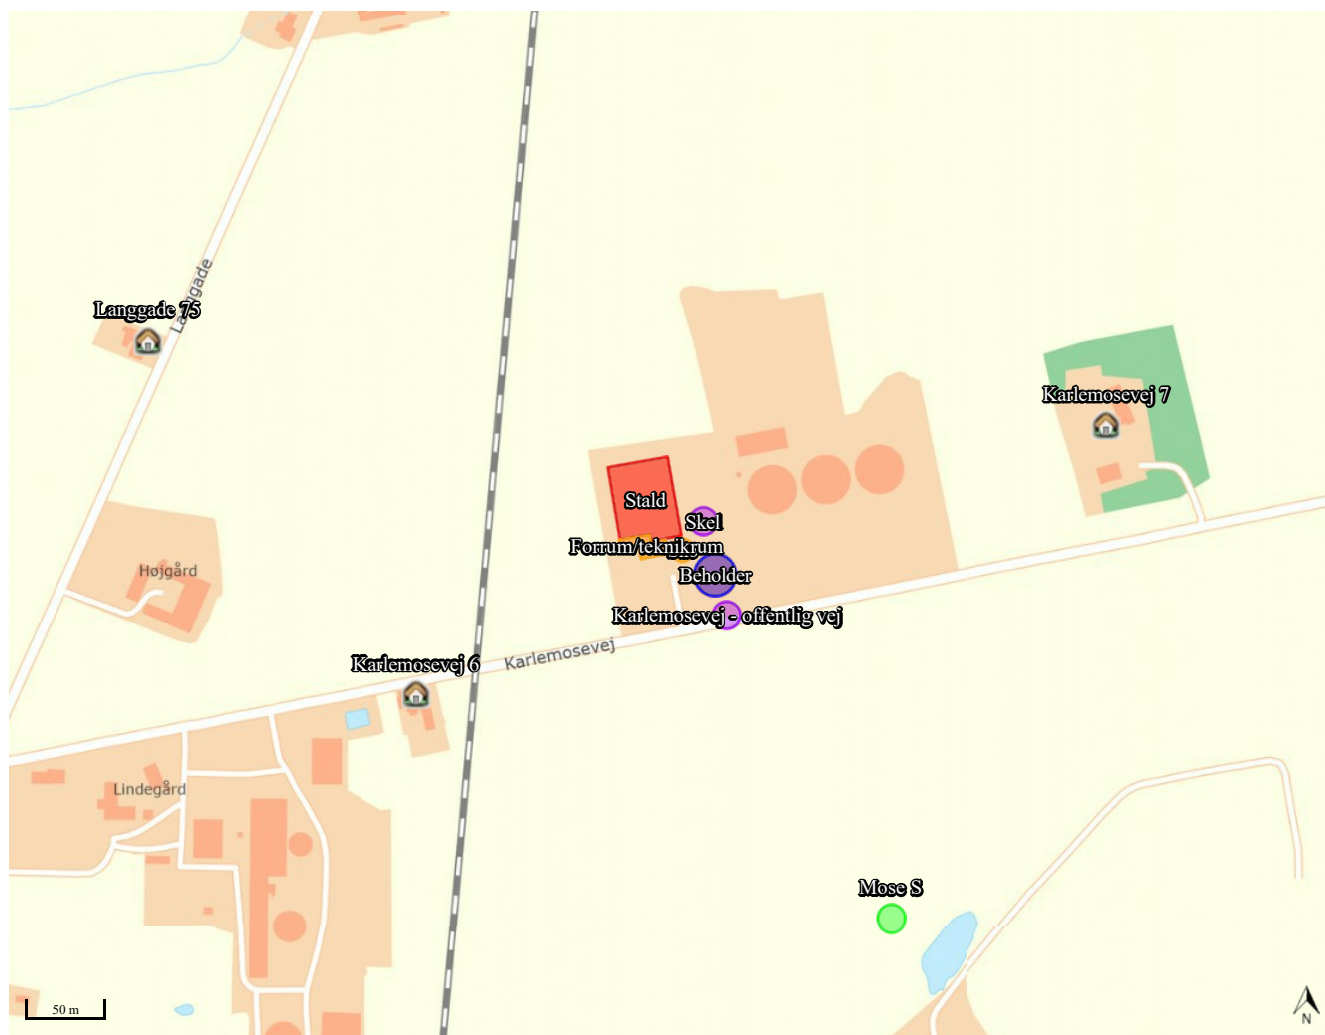 Langgade
Langgade 75
Karlemosevej 7
Stald
Skel
Forrum/teknikrum
Højgård
Beholder
Karlemosevej - offentlig vej
Karlemosevej
Karlemosevej 6
Lindegård
Mose S
50 m
N